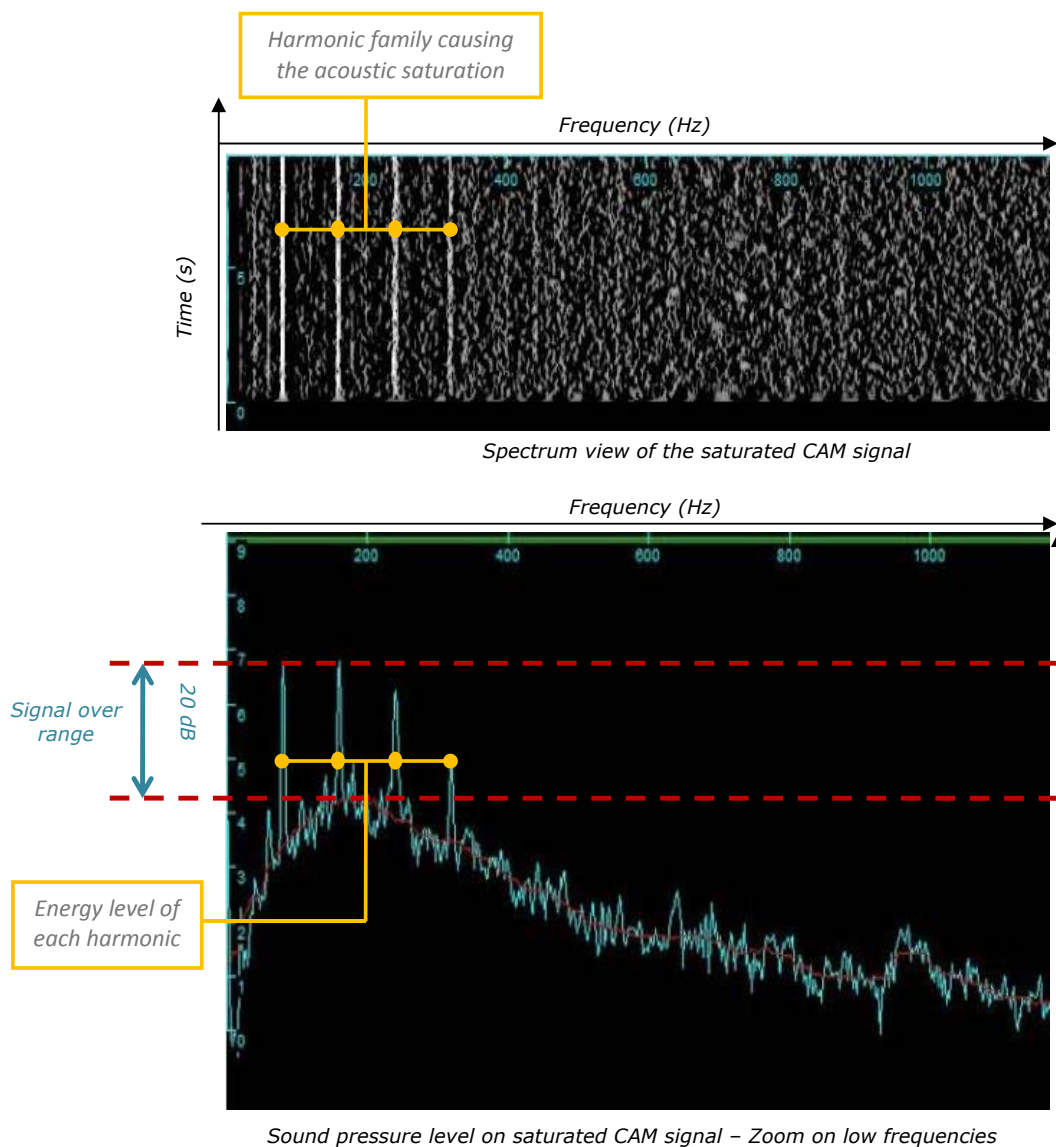 Harmonic family causing
the acoustic saturation
Frequency (Hz)
200 400 600 800 1000
Time (s)
5
0
Spectrum view of the saturated CAM signal
Frequency (Hz)
9
200 400 600 800 1000
8
7
Signal over
range
20 dB
6
5
4
3
Energy level of
each harmonic
2
1
0
Sound pressure level on saturated CAM signal – Zoom on low frequencies